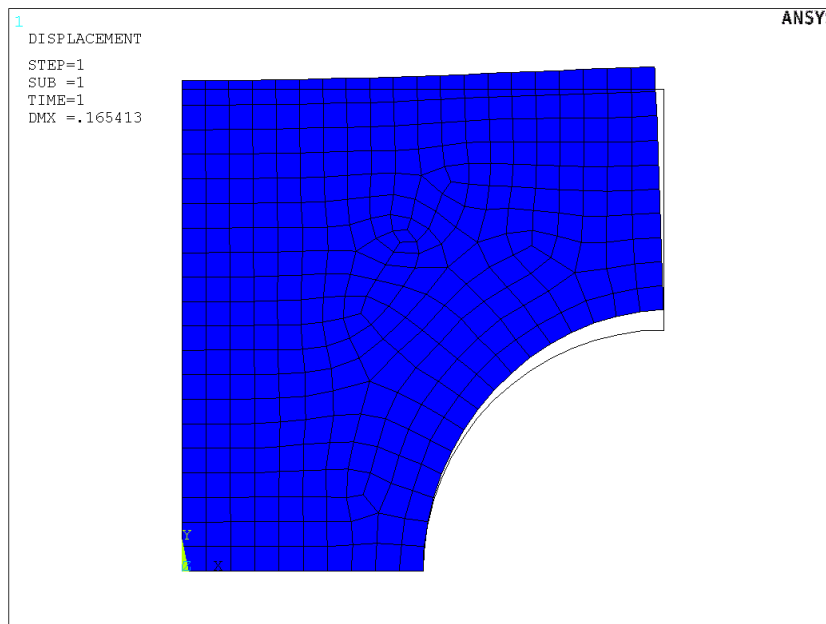 1
ANSY
DISPLACEMENT
STEP=1
SUB =1
TIME=1
DMX =.165413
Y
X